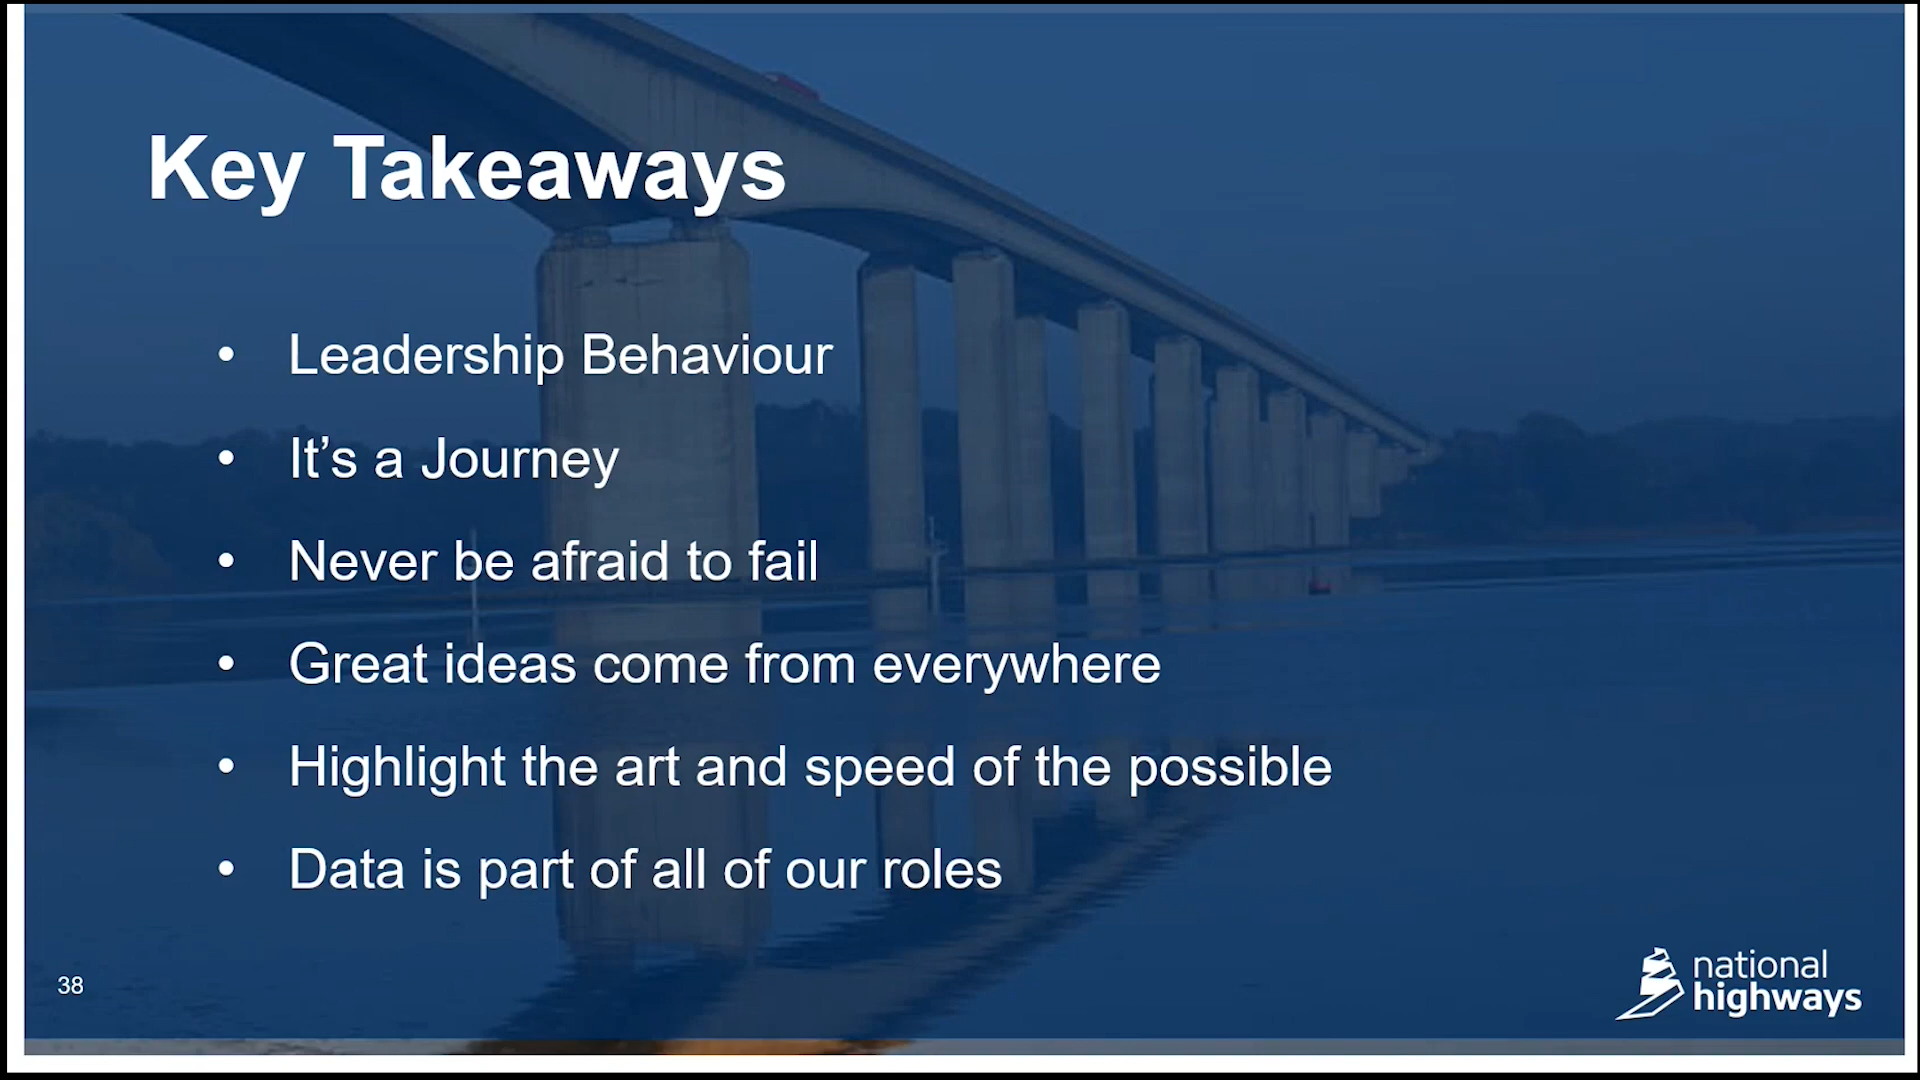 Key Takeaways
• Leadership Behaviour
• It’s a Journey
• Never be afraid to fail
• Great ideas come from everywhere
• Highlight the art and speed of the possible
• Data is part of all of our roles
38
national
highways